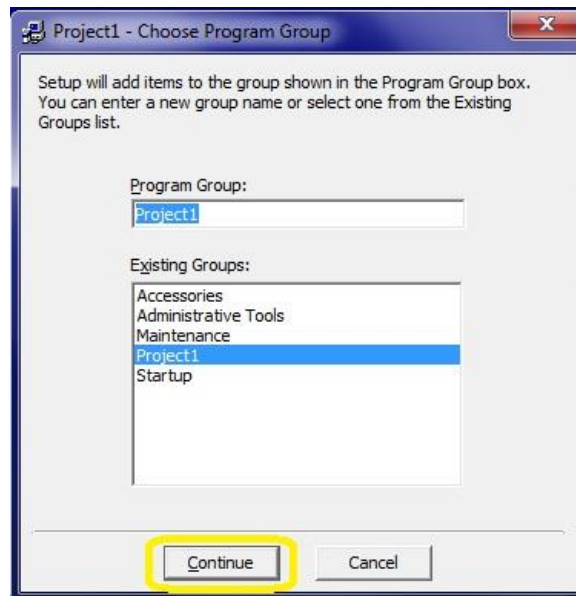 Project1 - Choose Program Group
Setup will add items to the group shown in the Program Group box.
You can enter a new group name or select one from the Existing
Groups list.
Program Group:
Project1
Existing Groups:
Accessories
Administrative Tools
Maintenance
Project1
Startup
Continue
Cancel